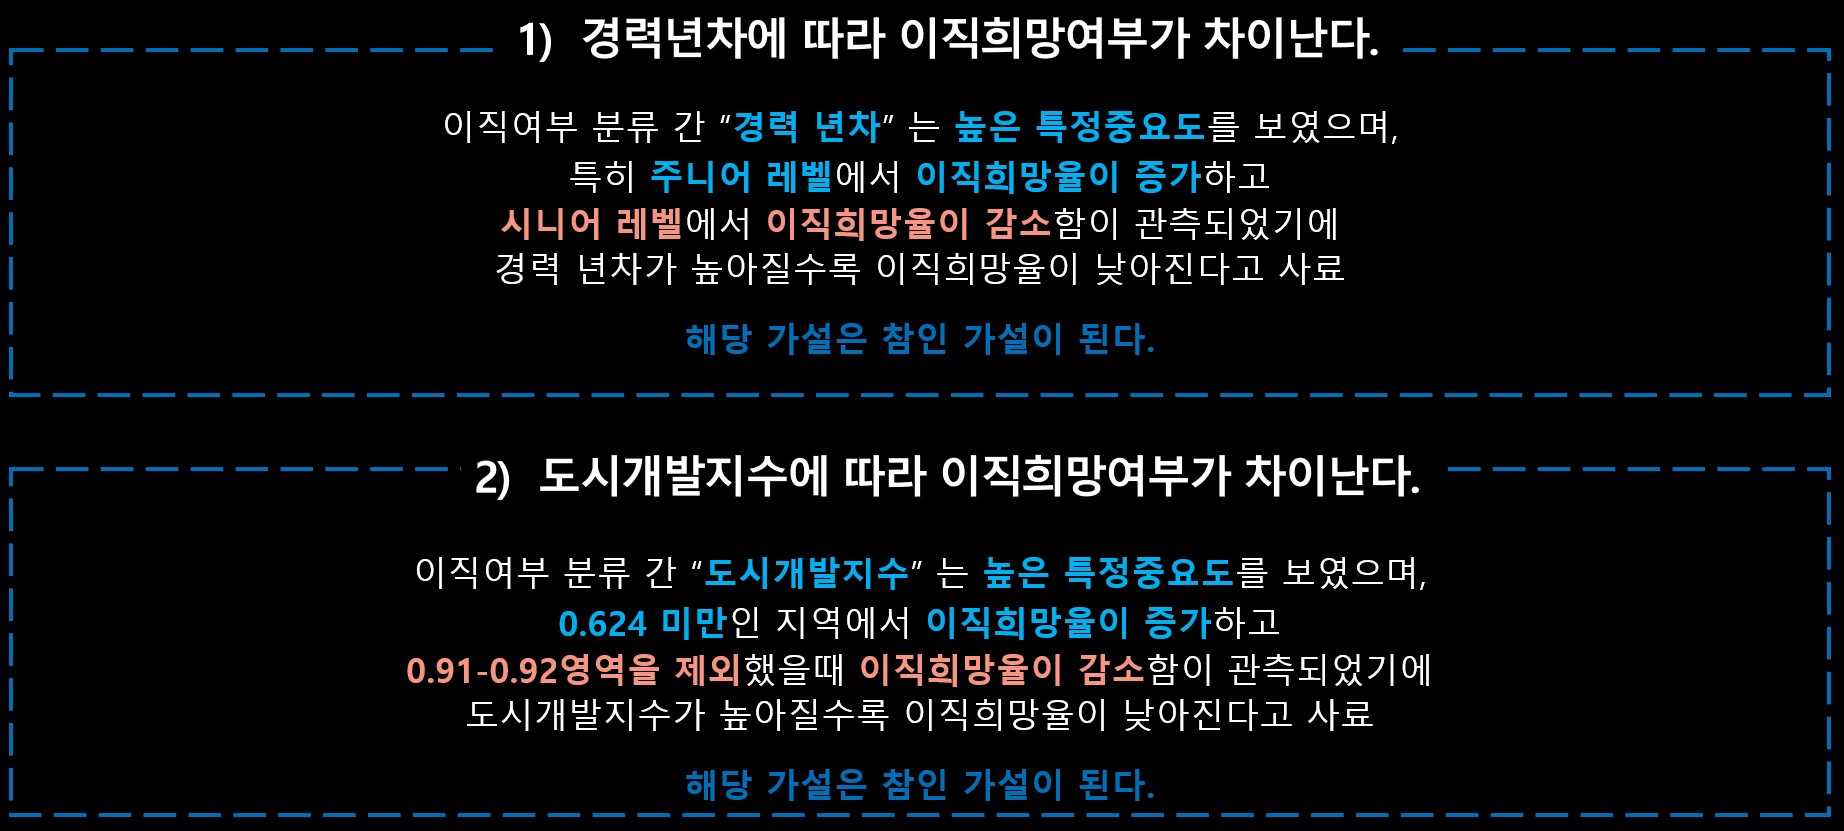 1) 경력년차에 따라 이직희망여부가 차이난다.
이직여부 분류 간 “경력 년차” 는 높은 특정중요도를 보였으며,
특히 주니어 레벨에서 이직희망율이 증가하고
시니어 레벨에서 이직희망율이 감소함이 관측되었기에
경력 년차가 높아질수록 이직희망율이 낮아진다고 사료
해당 가설은 참인 가설이 된다.
2) 도시개발지수에 따라 이직희망여부가 차이난다.
이직여부 분류 간 “도시개발지수” 는 높은 특정중요도를 보였으며,
0.624 미만인 지역에서 이직희망율이 증가하고
0.91-0.92영역을 제외했을때 이직희망율이 감소함이 관측되었기에
도시개발지수가 높아질수록 이직희망율이 낮아진다고 사료
해당 가설은 참인 가설이 된다.